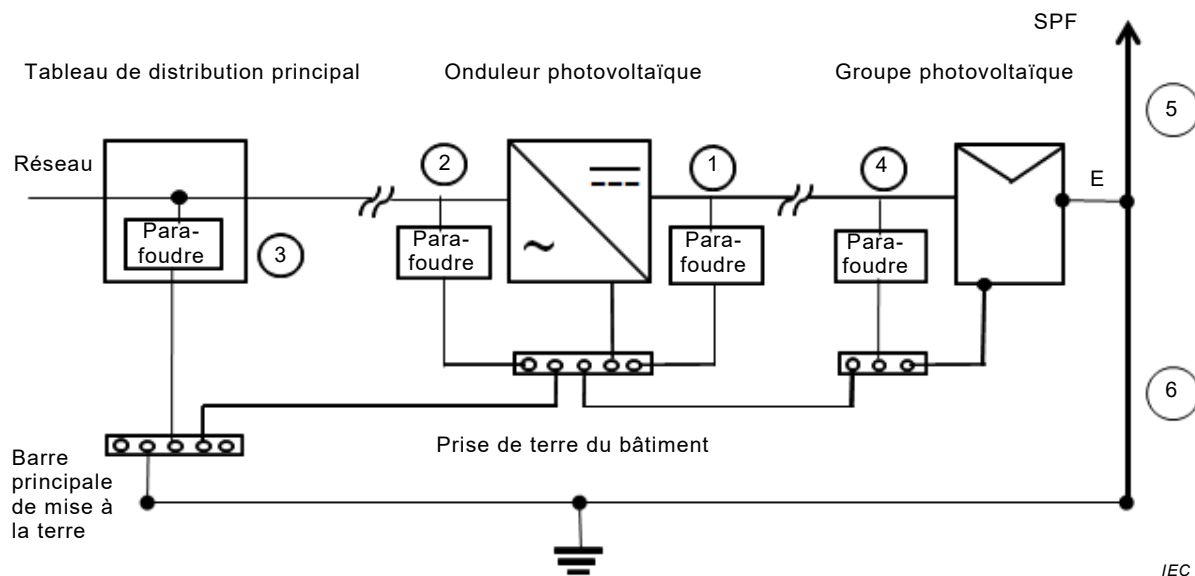 SPF
Tableau de distribution principal
Onduleur photovoltaïque
Groupe photovoltaïque
5
Réseau
2
1
4
E
Para-
foudre
3
Para-
foudre
~
Para-
foudre
Para-
foudre
6
Prise de terre du bâtiment
Barre
principale
de mise à
la terre
IEC